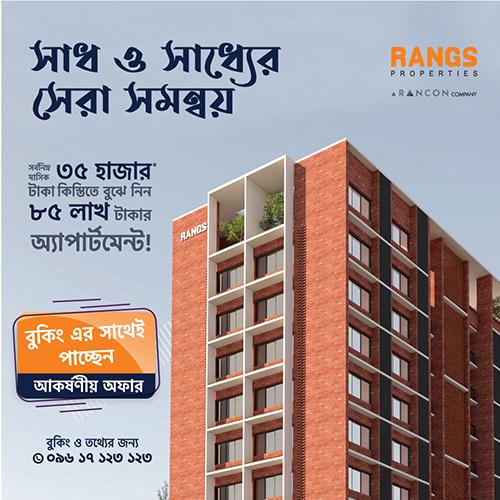 সাধ ও সাধ্যের
সেরা সমন্বয়
RANGS
PROPERTIES
A RANCON COMPANY
সর্বনিম্ন
মাসিক ৩৫ হাজার*
টাকা কিস্তিতে বুঝে নিন
৮৫ লাখ টাকার
অ্যাপার্টমেন্ট!
RANGS
বুকিং এর সাথেই
পাচ্ছেন
আকর্ষণীয় অফার
বুকিং ও তথ্যের জন্য
০৯৬ ১৭ ১২৩ ১২৩